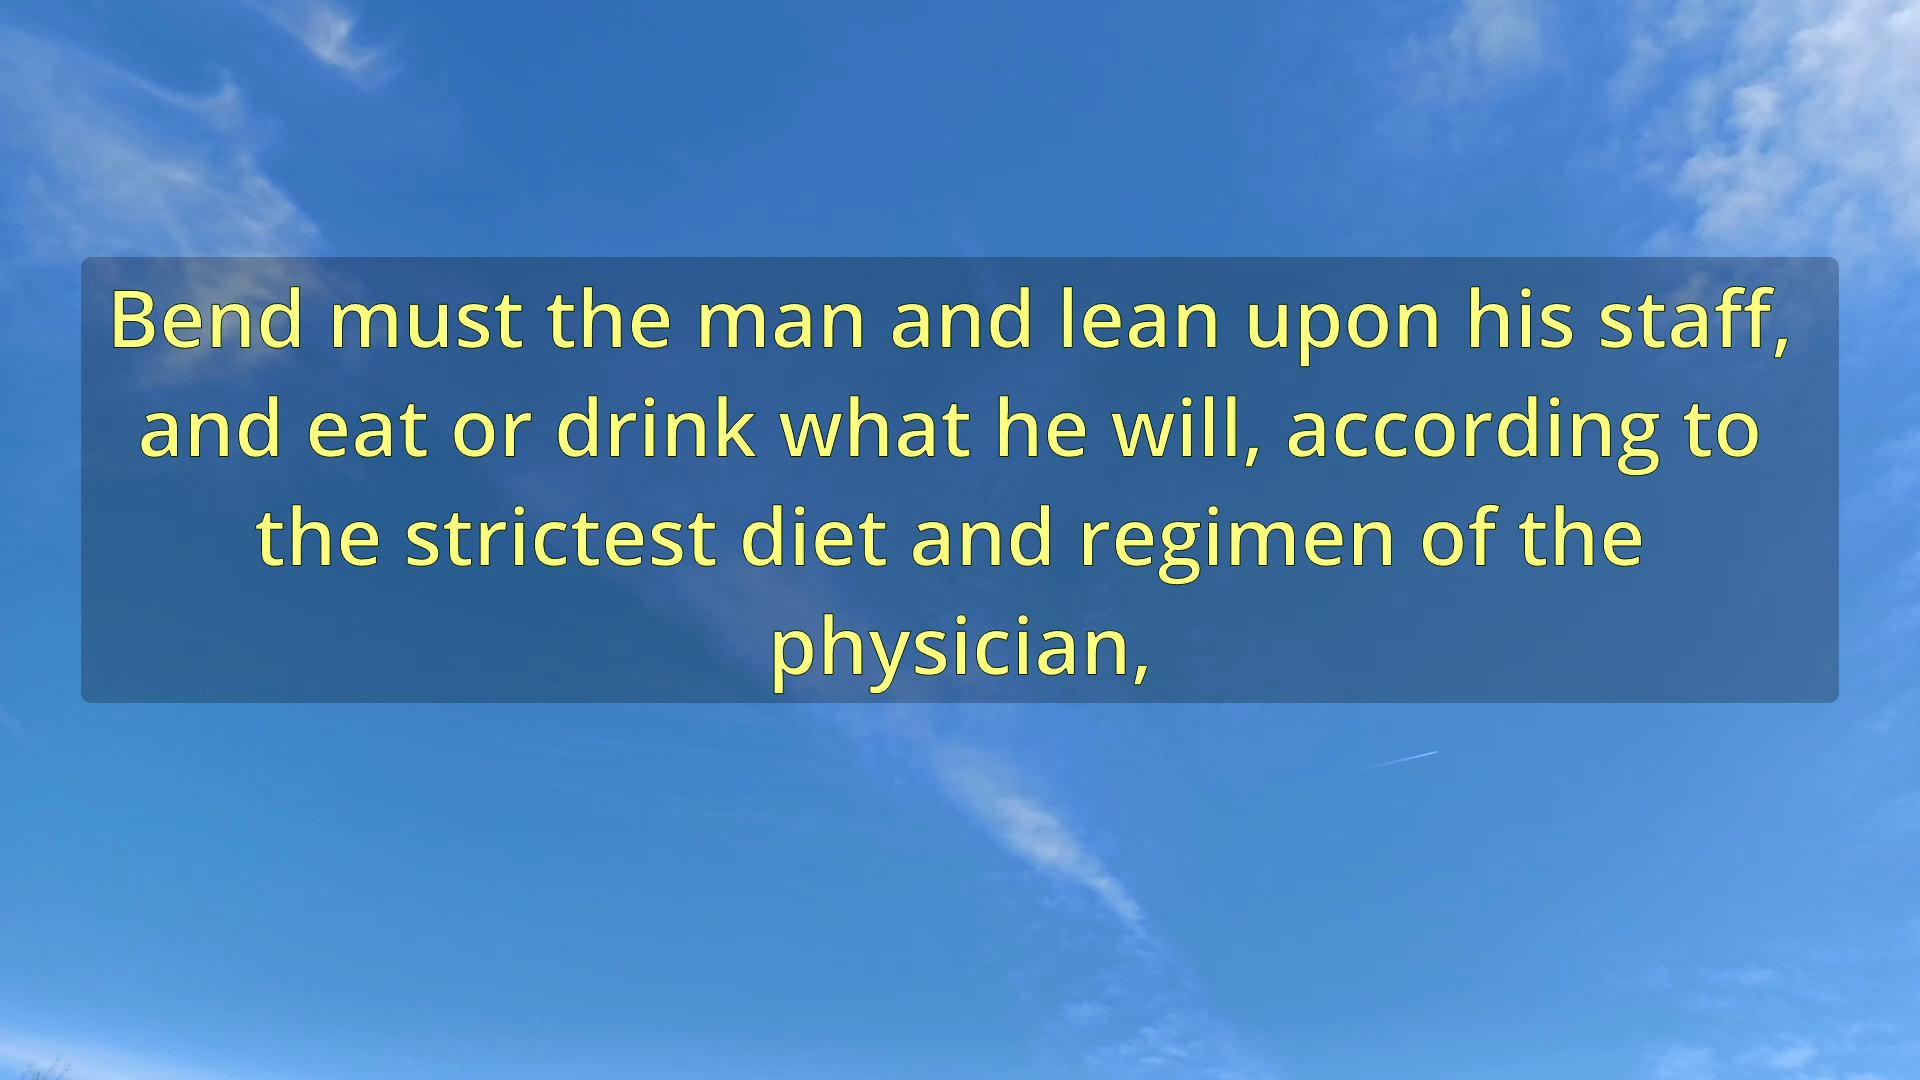 Bend must the man and lean upon his staff,
and eat or drink what he will, according to
the strictest diet and regimen of the
physician,